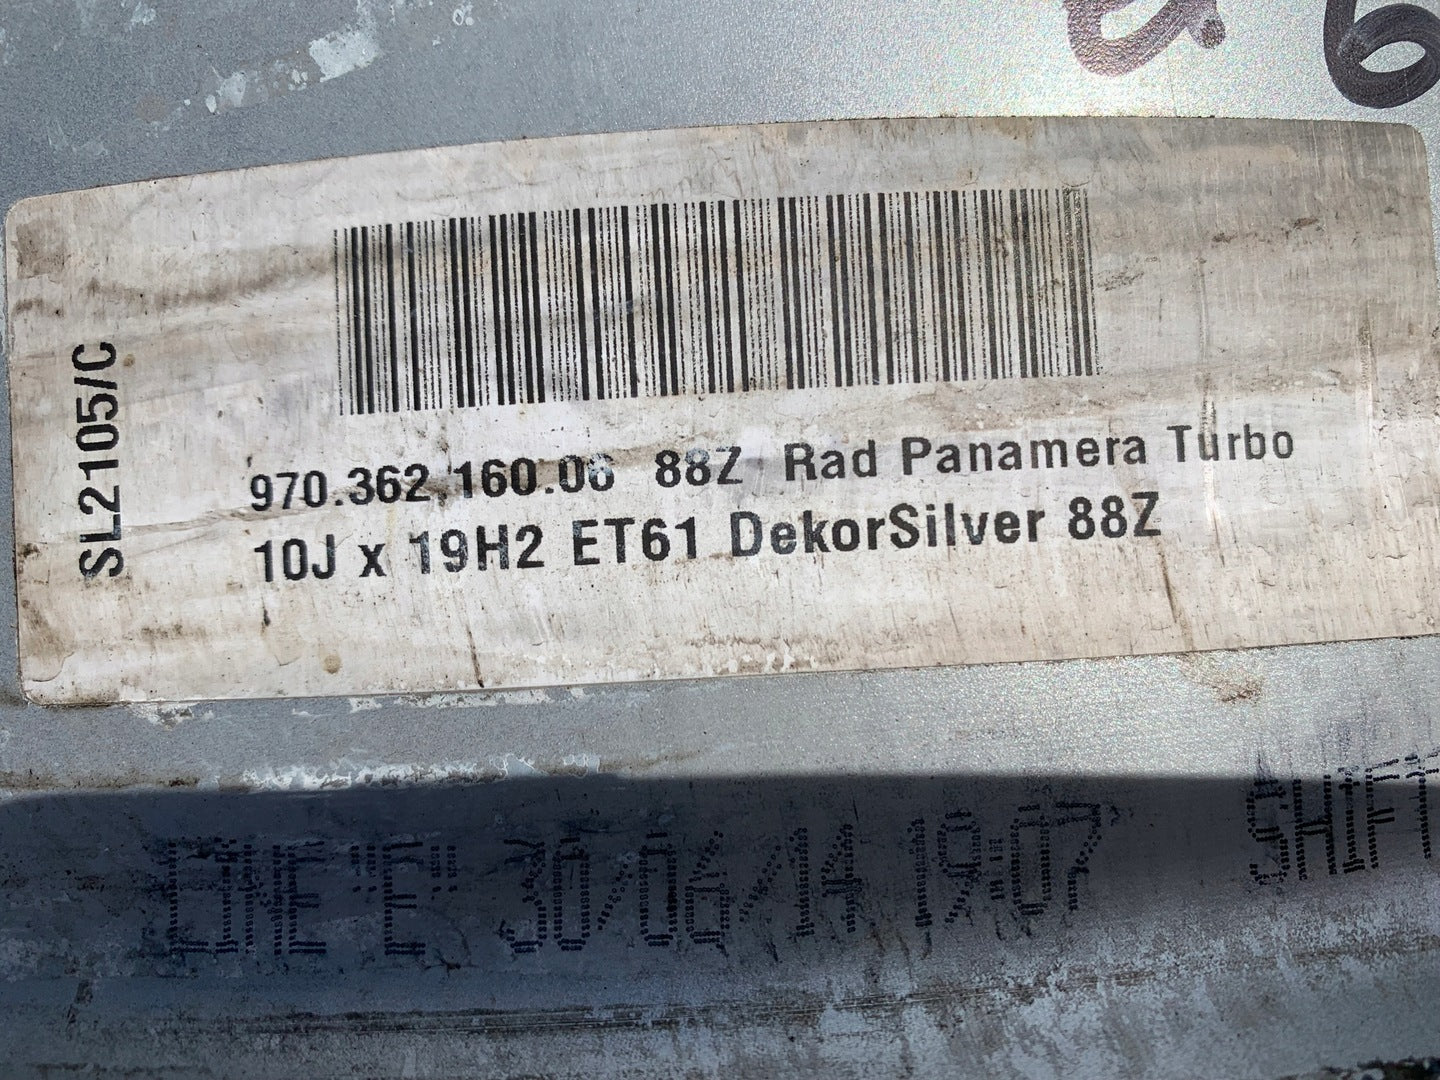 SL2105/C
970.362.160.06 88Z Rad Panamera Turbo
10J x 19H2 ET61 DekorSilver 88Z
LINE "E" 30/06/14 19:07 SHIFT